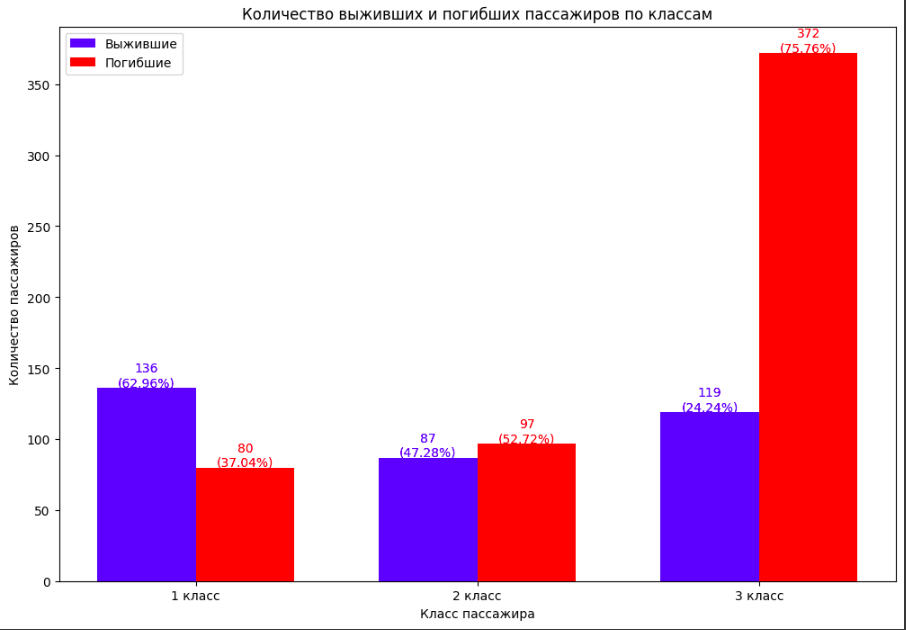 Количество выживших и погибших пассажиров по классам
Выжившие
Погибшие
Количество пассажиров
350
300
250
200
150
100
50
0
136
(62.96%)
80
(37.04%)
87
(47.28%)
97
(52.72%)
119
(24.24%)
372
(75.76%)
1 класс
2 класс
3 класс
Класс пассажира